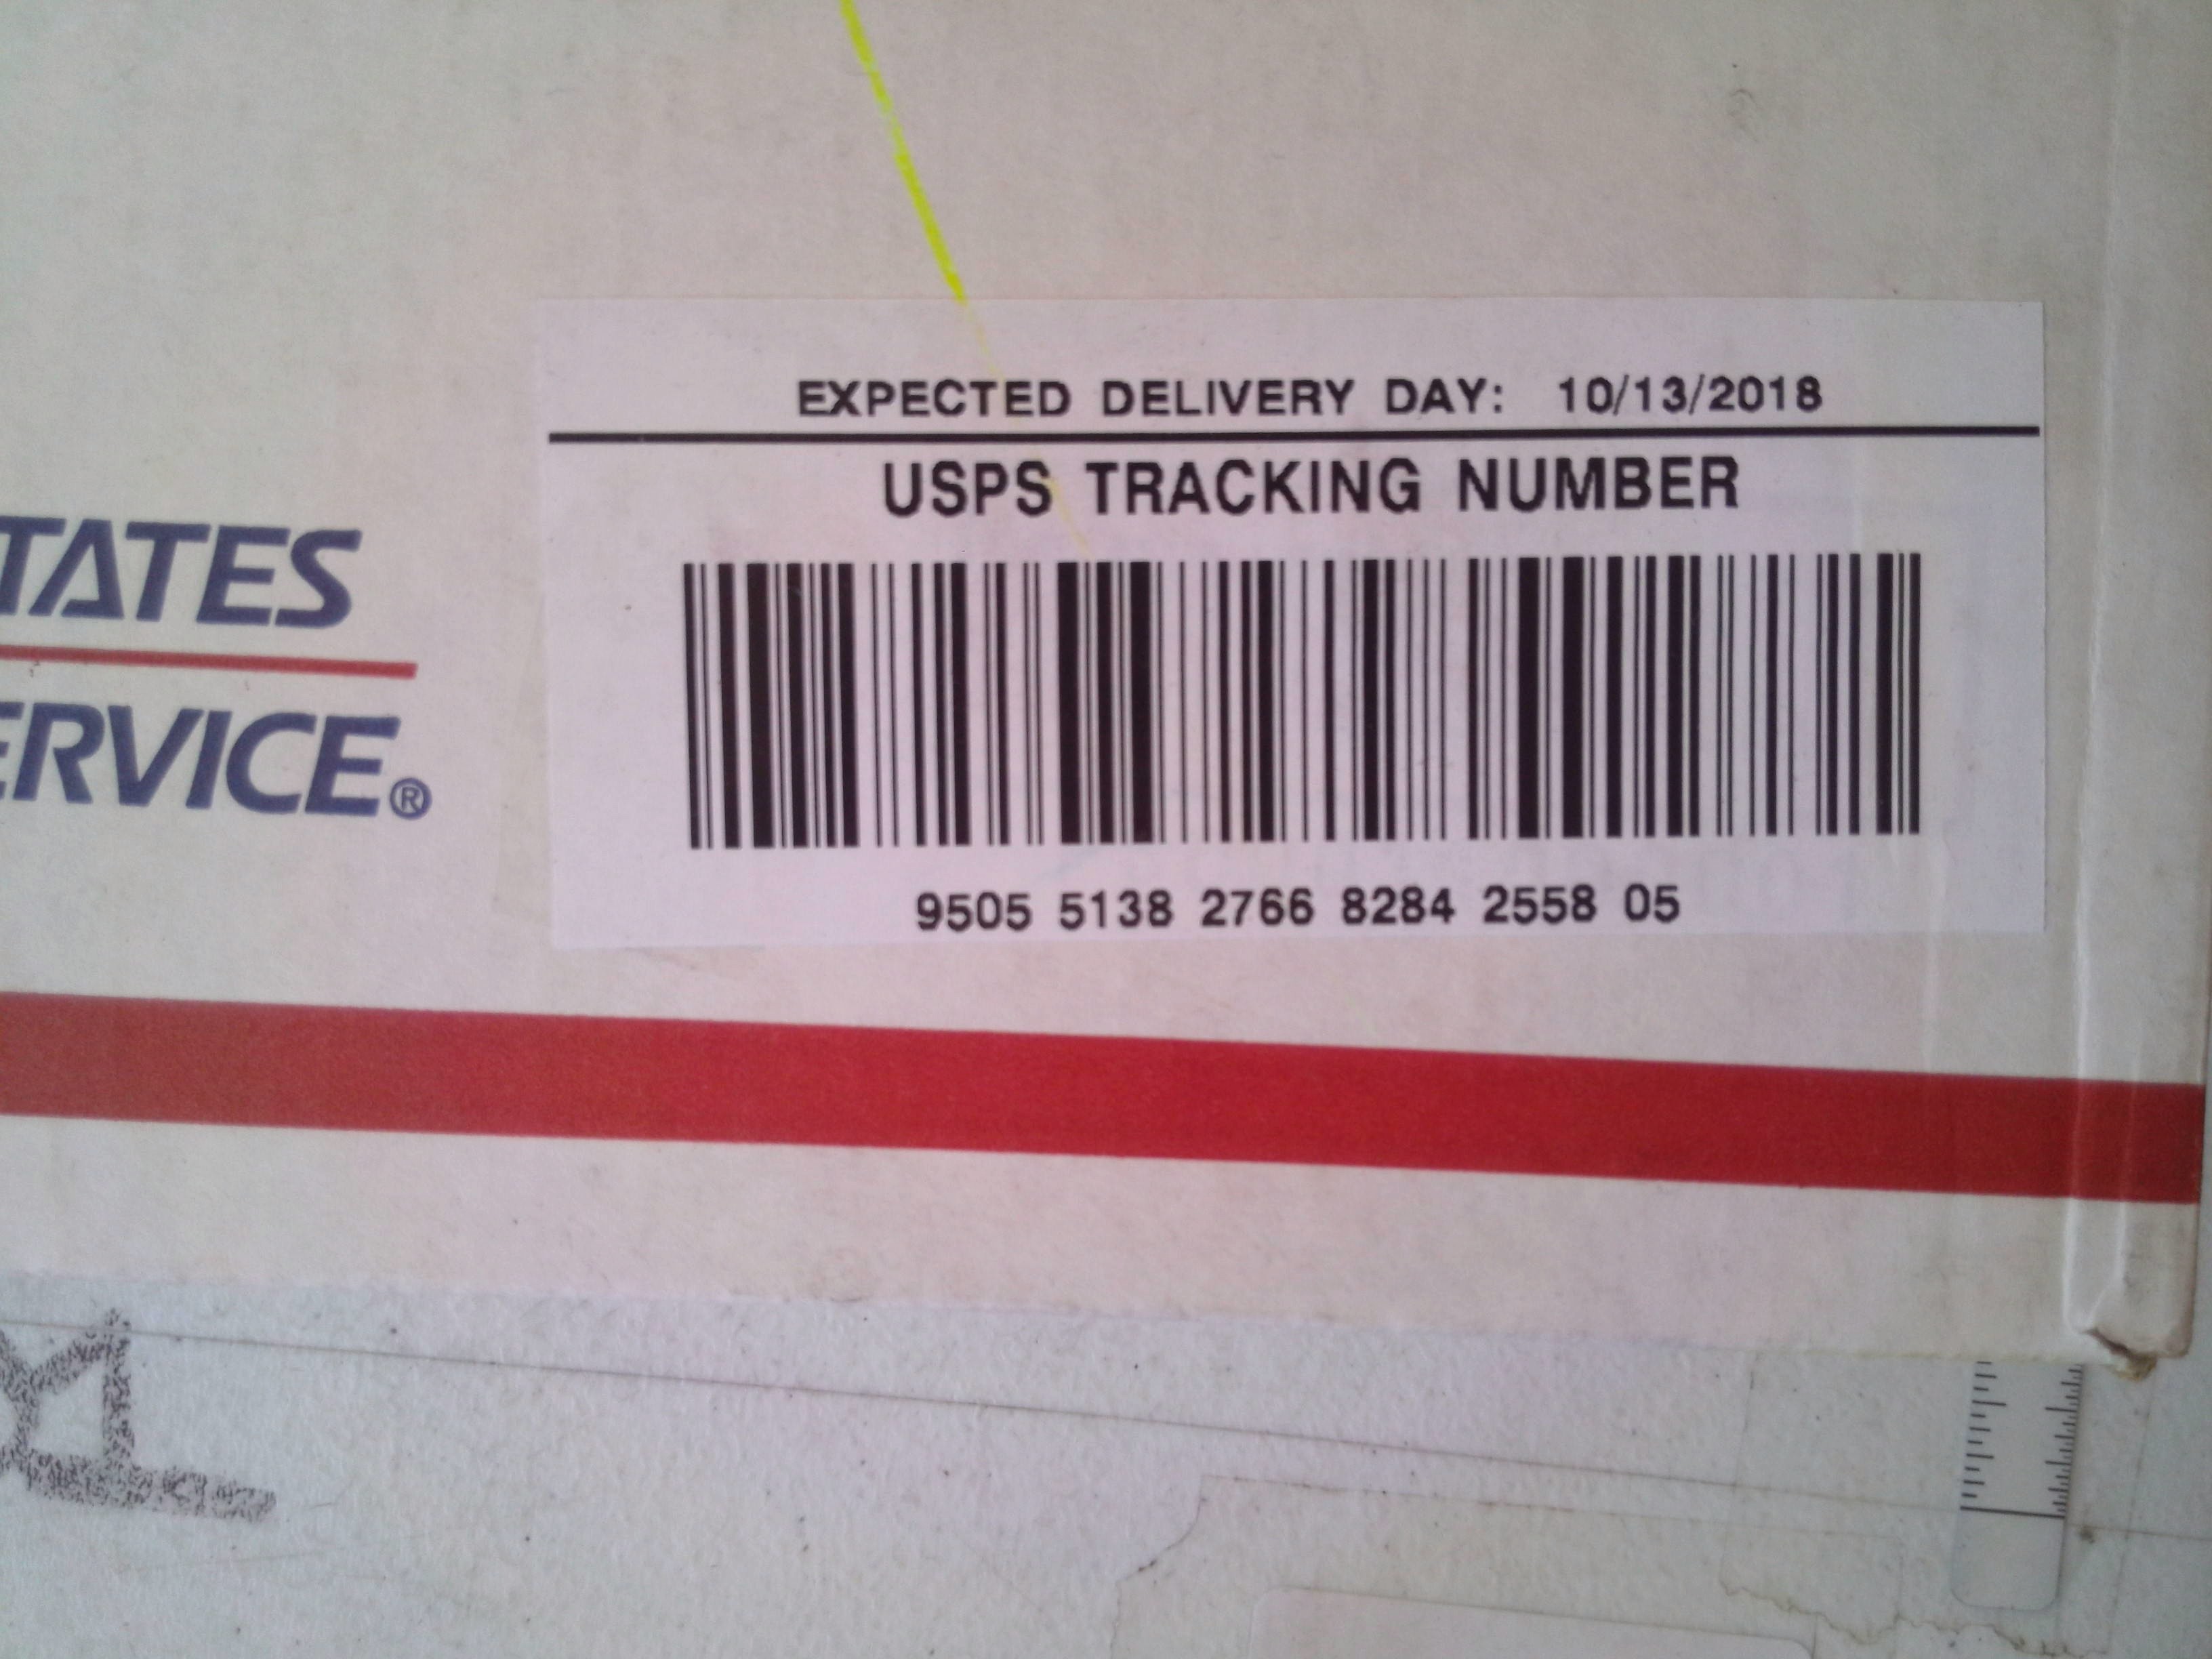 EXPECTED DELIVERY DAY: 10/13/2018
USPS TRACKING NUMBER
TATES
ERVICE®
9505 5138 2766 8284 2558 05